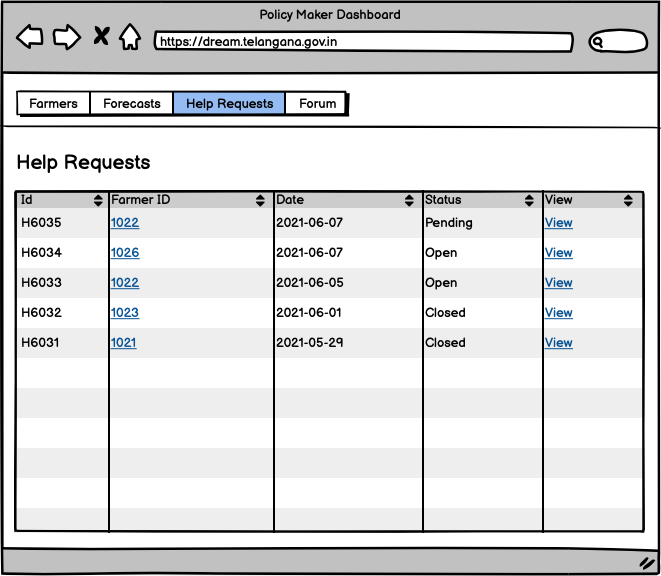 Policy Maker Dashboard
https://dream.telangana.gov.in
Farmers Forecasts Help Requests Forum
Help Requests
Id Farmer ID Date Status View
H6035 1022 2021-06-07 Pending View
H6034 1026 2021-06-07 Open View
H6033 1022 2021-06-05 Open View
H6032 1023 2021-06-01 Closed View
H6031 1021 2021-05-29 Closed View